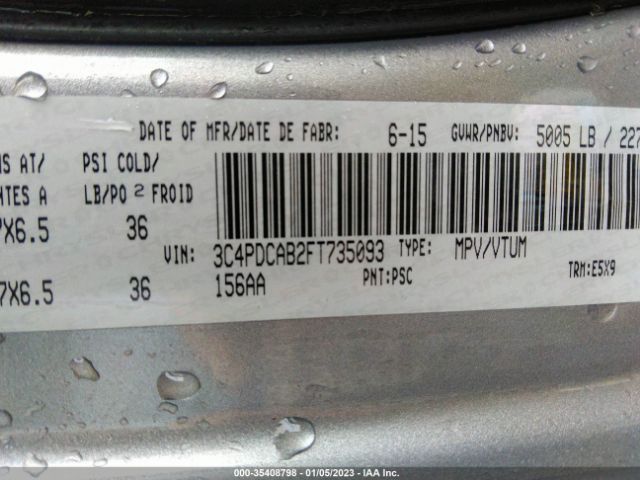 DATE OF MFR/DATE DE FABR: 6-15 GVWR/PNBV: 5005 LB / 227
MS AT/ PSI COLD/
NTES A LB/PO 2 FROID
7X6.5 36
VIN: 3C4PDCAB2FT735093 TYPE: MPV/VTUM
7X6.5 36 156AA PNT:PSC TRM:E5X9
000-35408798 - 01/05/2023 - IAA Inc.